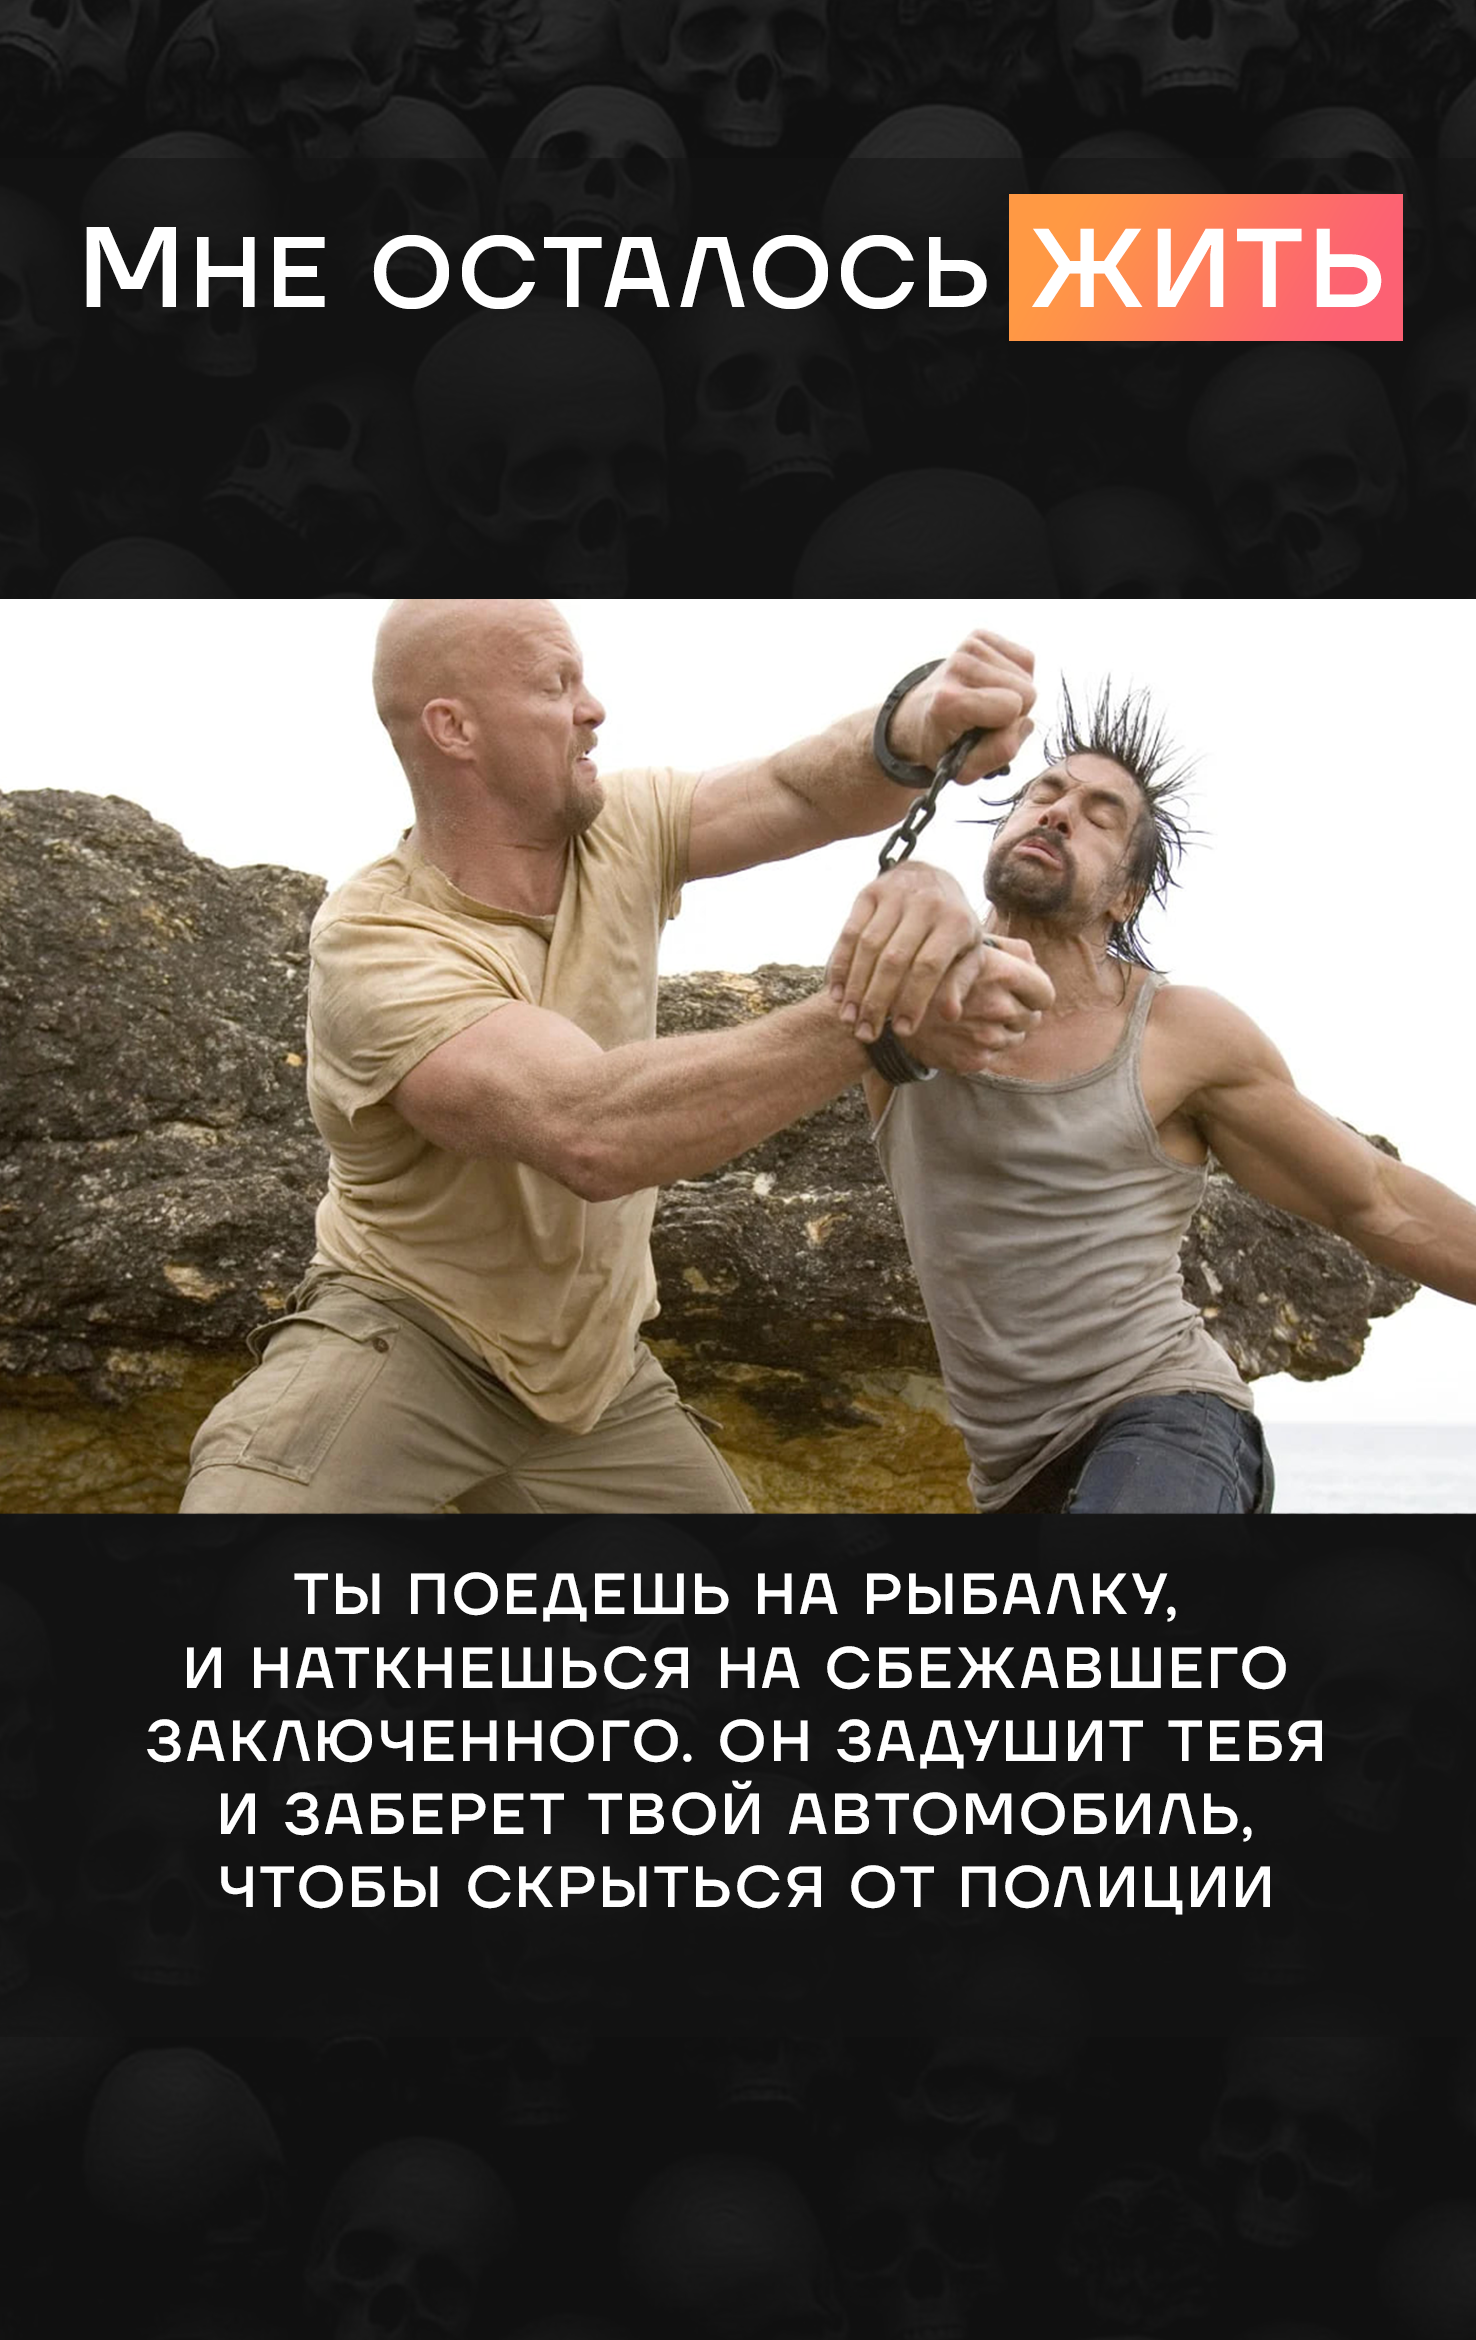 Мне осталось жить
ты поедешь на рыбалку,
и наткнешься на сбежавшего
заключенного. он задушит тебя
и заберет твой автомобиль,
чтобы скрыться от полиции